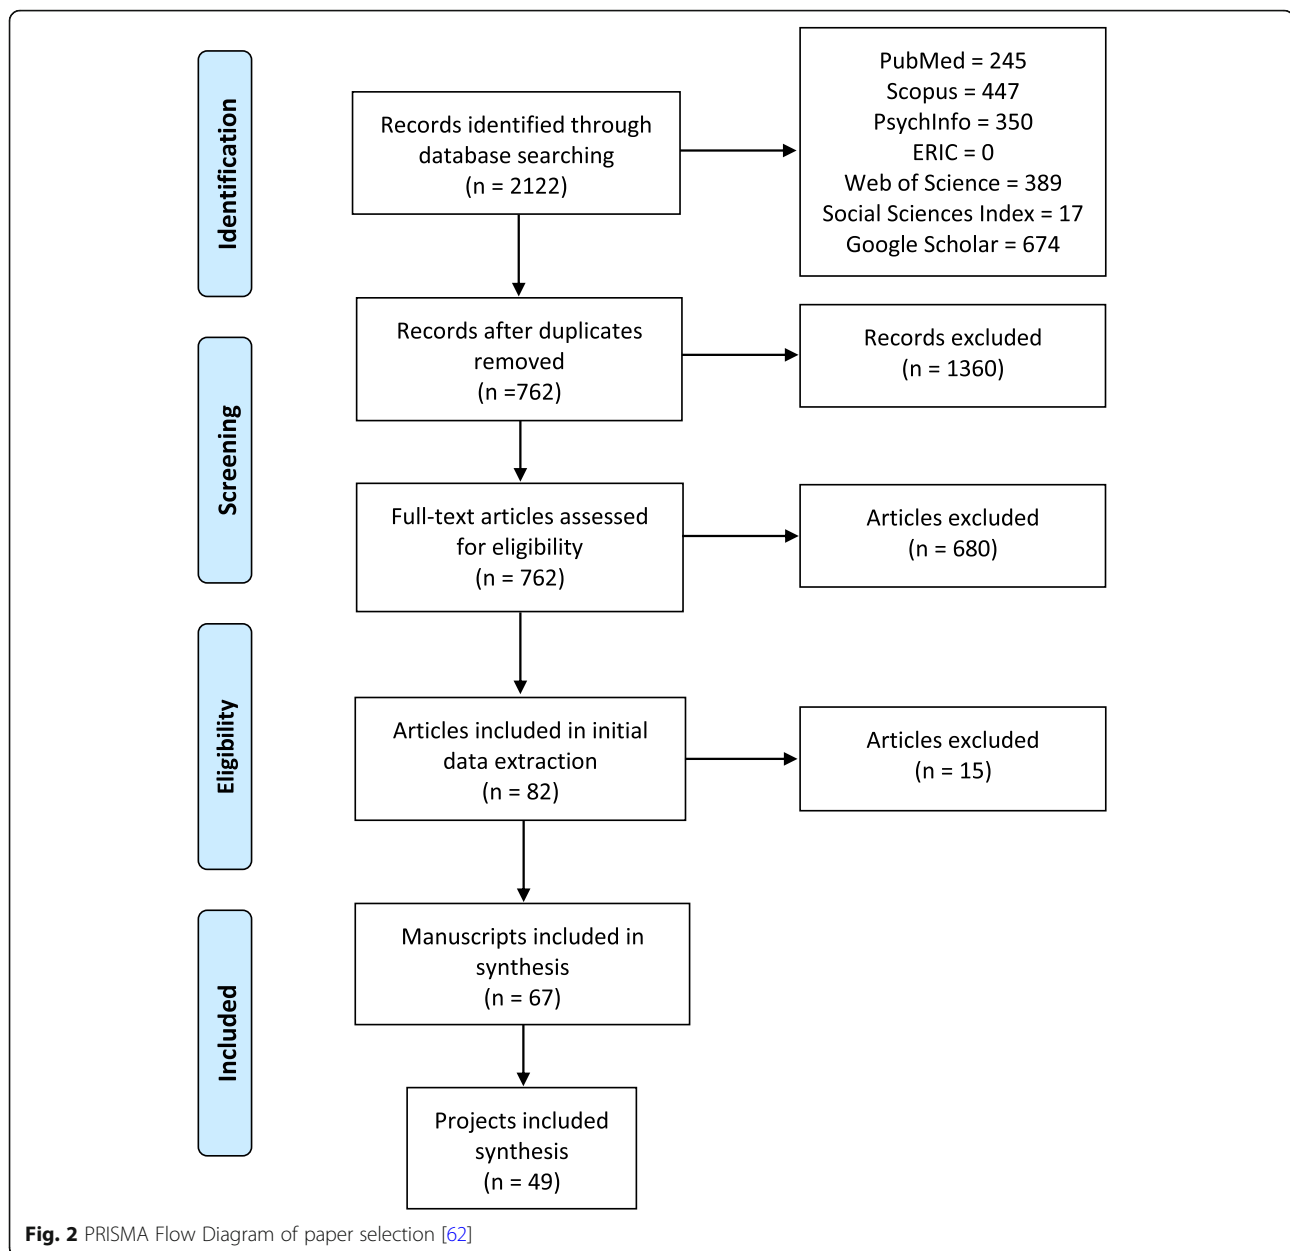 Identification
Records identified through
database searching
(n = 2122)
PubMed = 245
Scopus = 447
PsychInfo = 350
ERIC = 0
Web of Science = 389
Social Sciences Index = 17
Google Scholar = 674
Screening
Records after duplicates
removed
(n =762)
Records excluded
(n = 1360)
Full-text articles assessed
for eligibility
(n = 762)
Articles excluded
(n = 680)
Eligibility
Articles included in initial
data extraction
(n = 82)
Articles excluded
(n = 15)
Included
Manuscripts included in
synthesis
(n = 67)
Projects included
synthesis
(n = 49)
Fig. 2 PRISMA Flow Diagram of paper selection [62]